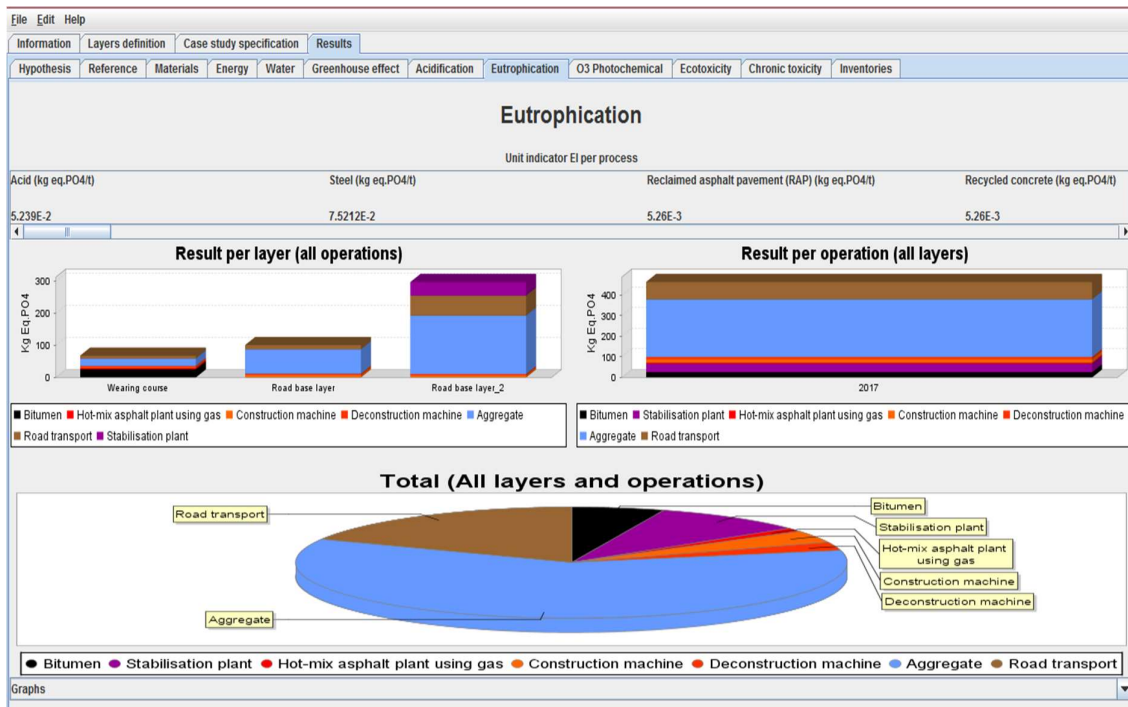 File Edit Help
Information Layers definition Case study specification Results
Hypothesis Reference Materials Energy Water Greenhouse effect Acidification Eutrophication O3 Photochemical Ecotoxicity Chronic toxicity Inventories
Eutrophication
Unit indicator EI per process
Acid (kg eq.PO4/t) Steel (kg eq.PO4/t) Reclaimed asphalt pavement (RAP) (kg eq.PO4/t) Recycled concrete (kg eq.PO4/t)
5.239E-2 7.5212E-2 5.26E-3 5.26E-3
Result per layer (all operations)
Kg Eq.PO4
300
200
100
0
Wearing course Road base layer Road base layer_2
Bitumen Hot-mix asphalt plant using gas Construction machine Deconstruction machine Aggregate
Road transport Stabilisation plant
Result per operation (all layers)
Kg Eq.PO4
400
300
200
100
0
2017
Bitumen Stabilisation plant Hot-mix asphalt plant using gas Construction machine Deconstruction machine
Aggregate Road transport
Total (All layers and operations)
Road transport
Bitumen
Stabilisation plant
Hot-mix asphalt plant
using gas
Construction machine
Deconstruction machine
Aggregate
Bitumen Stabilisation plant Hot-mix asphalt plant using gas Construction machine Deconstruction machine Aggregate Road transport
Graphs